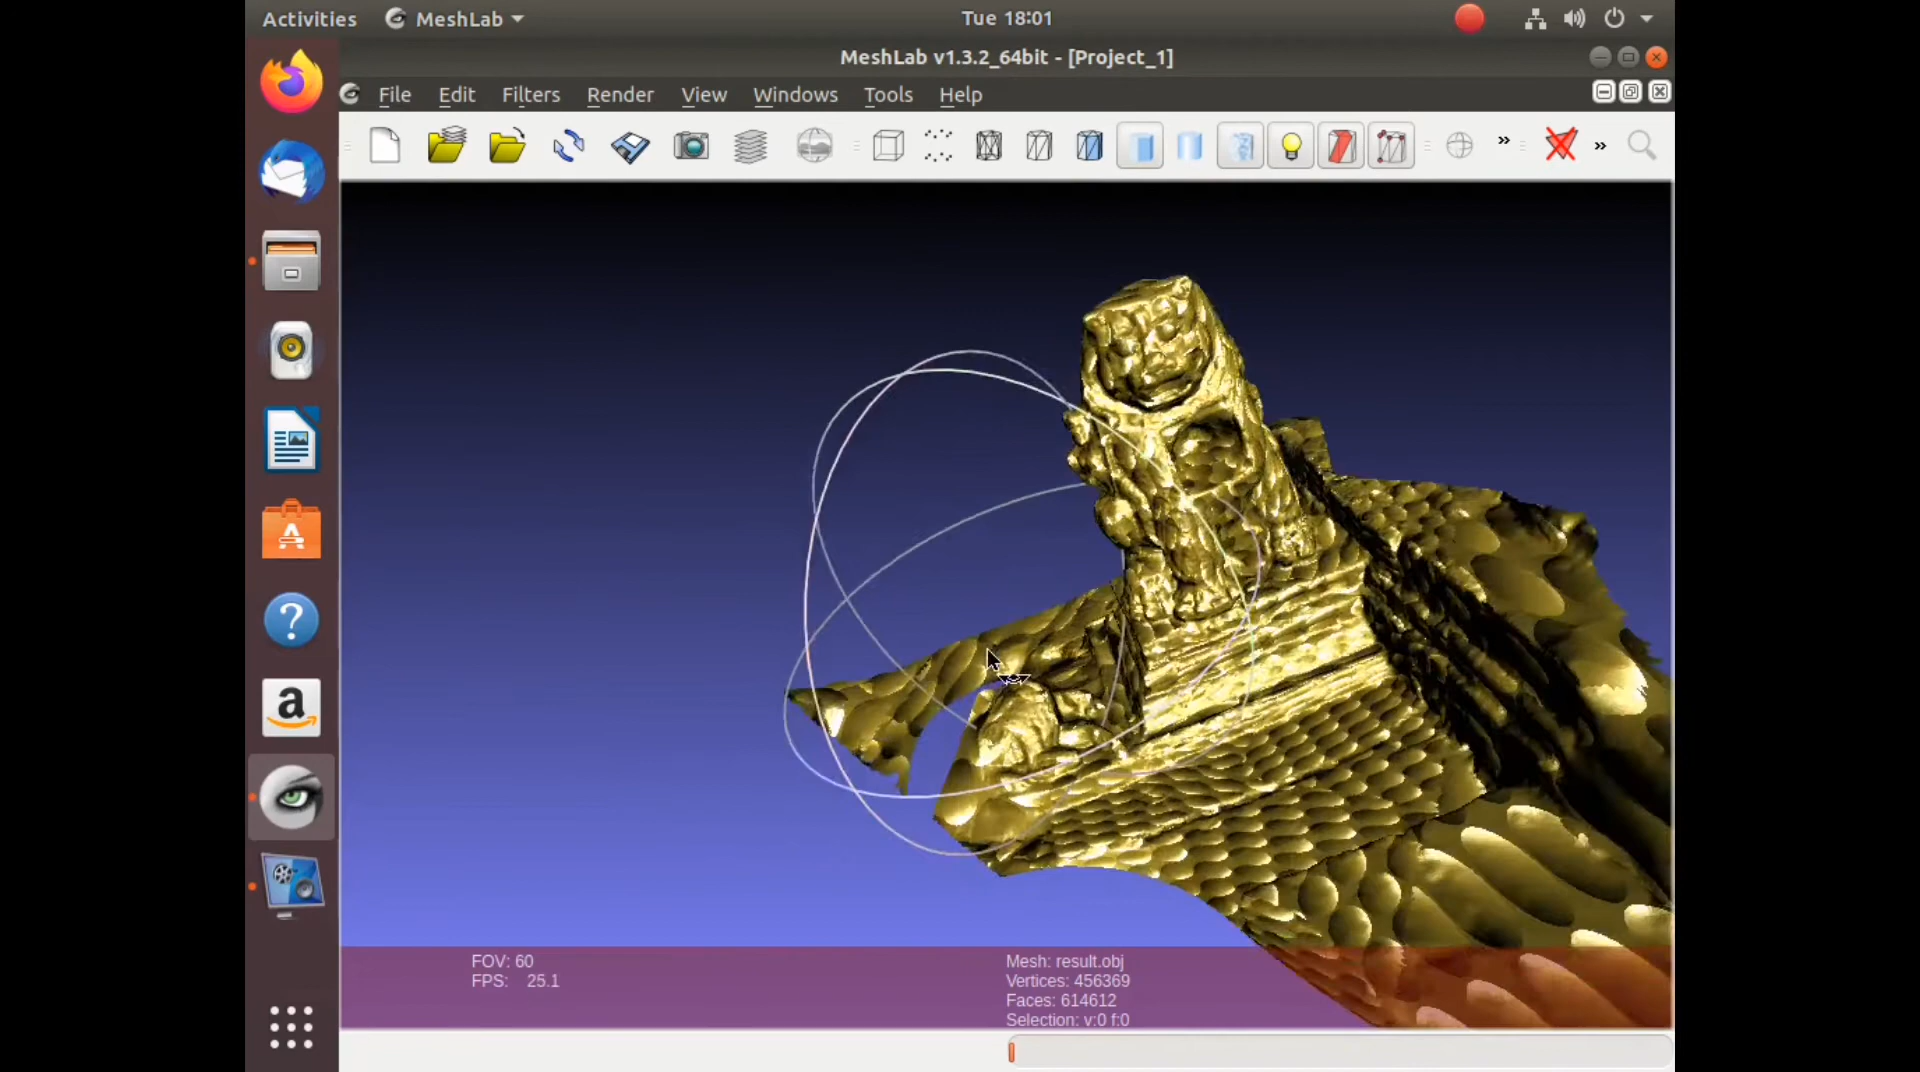 Activities
MeshLab
Tue 18:01
MeshLab v1.3.2_64bit - [Project_1]
File Edit Filters Render View Windows Tools Help
FOV: 60
FPS: 25.1
Mesh: result.obj
Vertices: 456369
Faces: 614612
Selection: v:0 f:0